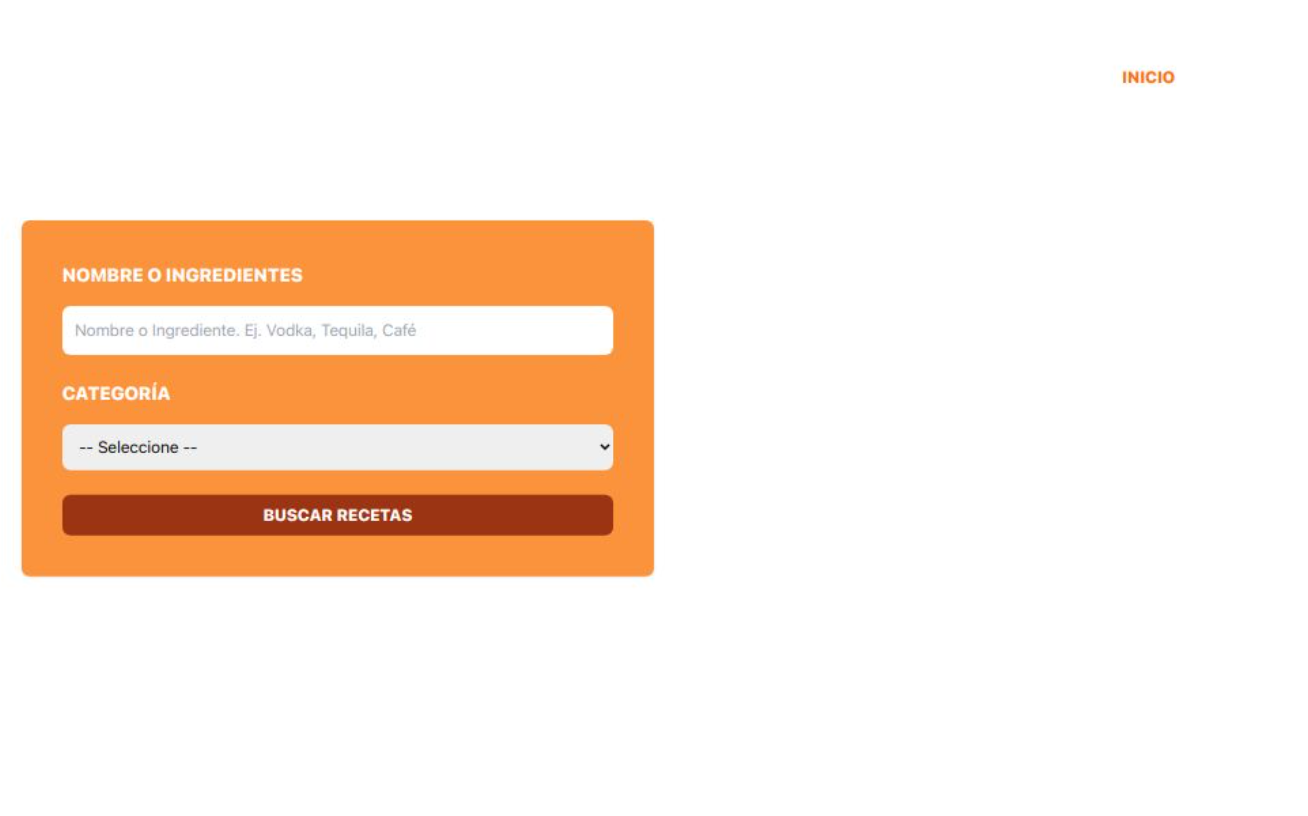 INICIO
NOMBRE O INGREDIENTES
Nombre o Ingrediente. Ej. Vodka, Tequila, Café
CATEGORÍA
-- Seleccione --
BUSCAR RECETAS